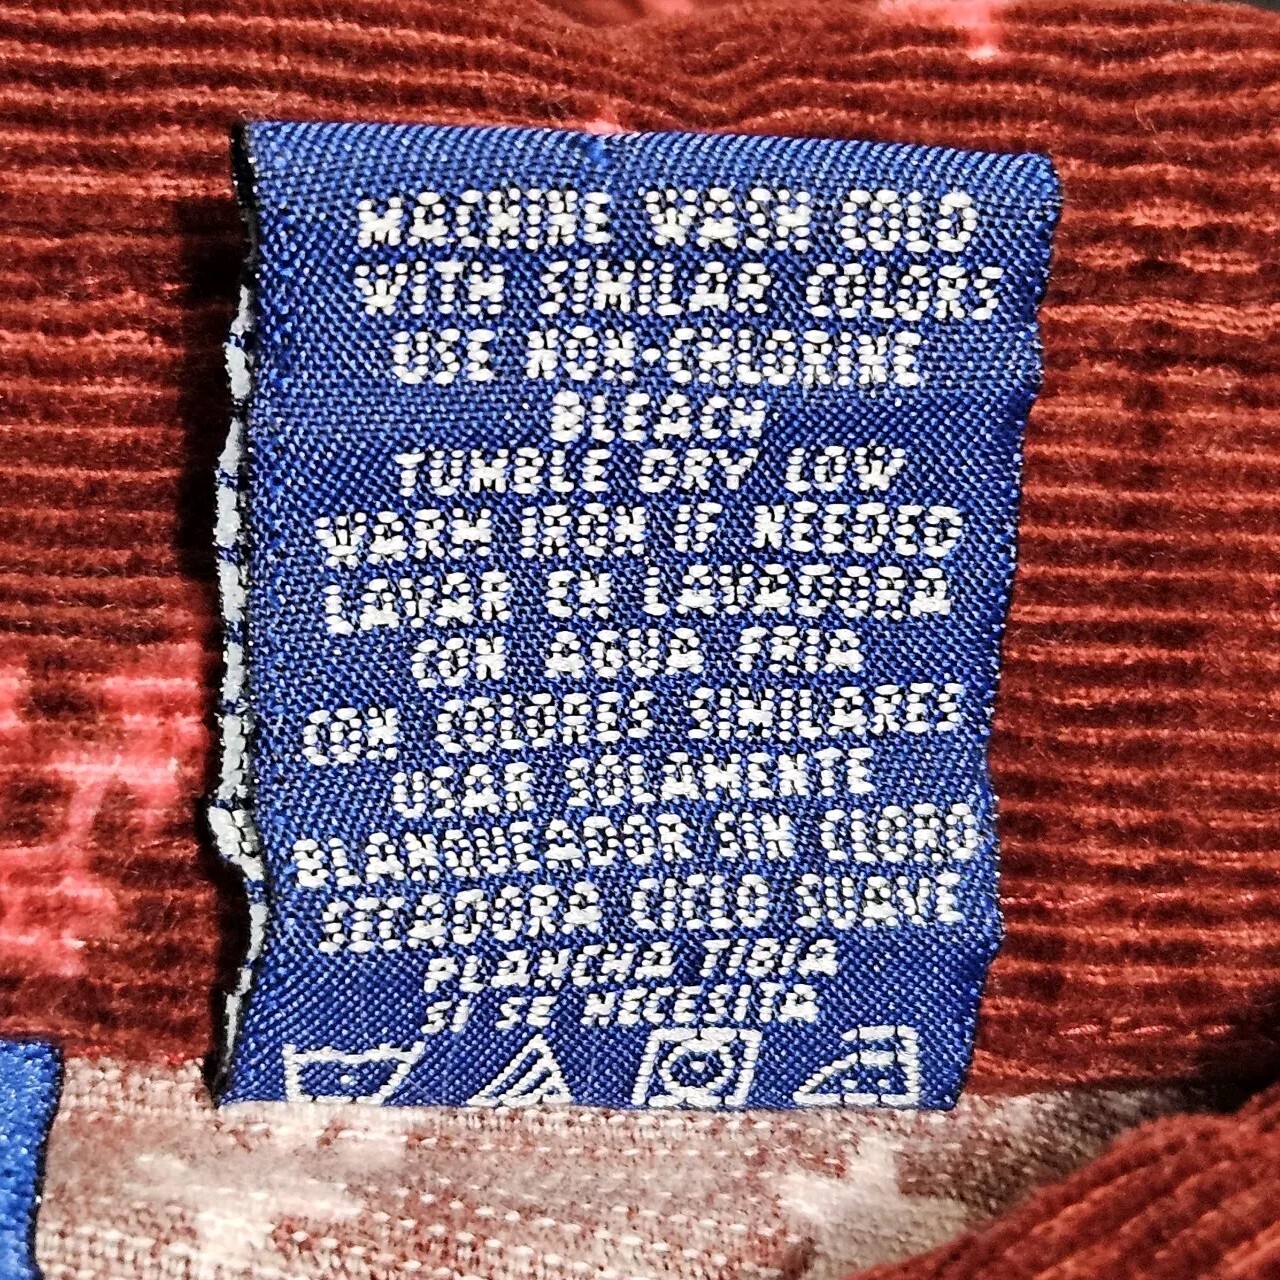 MACHINE WASH COLD
WITH SIMILAR COLORS
USE NON-CHLORINE
BLEACH
TUMBLE DRY LOW
WARM IRON IF NEEDED
LAVAR EN LAVADORA
CON AGUA FRIA
CON COLORES SIMILARES
USAR SOLAMENTE
BLANQUEADOR SIN CLORO
SECADORA CICLO SUAVE
PLANCHA TIBIA
SI SE NECESITA